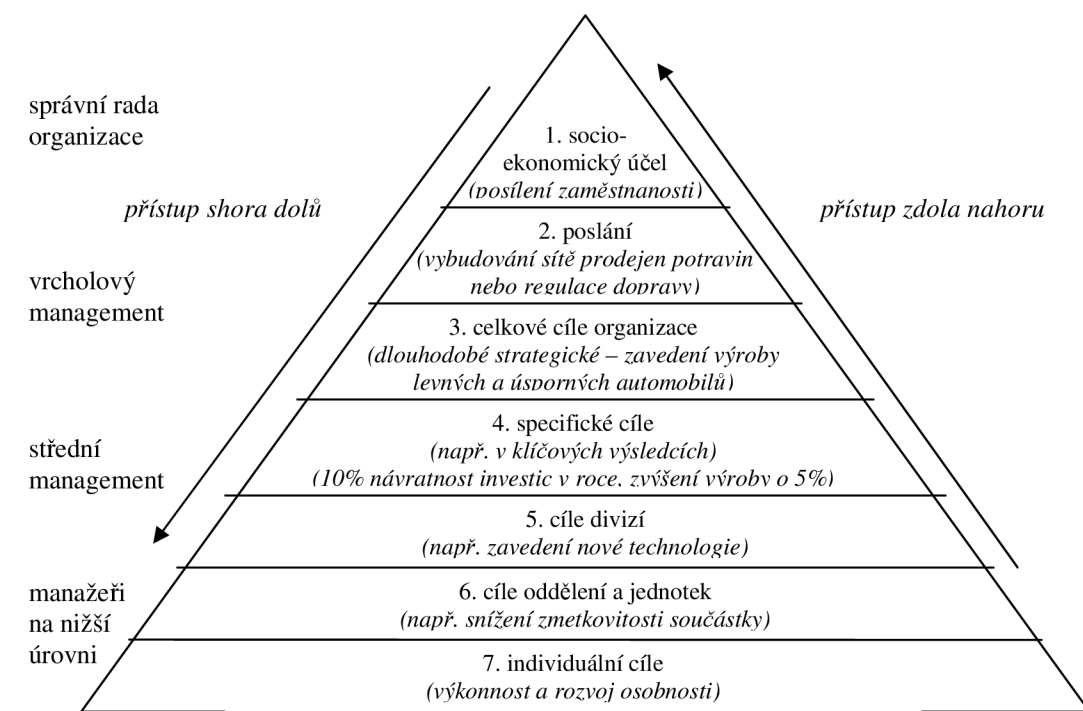 správní rada
organizace
1. socio-
ekonomický účel
(posílení zaměstnanosti)
přístup shora dolů
přístup zdola nahoru
2. poslání
(vybudování sítě prodejen potravin
nebo regulace dopravy)
vrcholový
management
3. celkové cíle organizace
(dlouhodobé strategické – zavedení výroby
levných a úsporných automobilů)
4. specifické cíle
(např. v klíčových výsledcích)
(10% návratnost investic v roce, zvýšení výroby o 5%)
střední
management
5. cíle divizí
(např. zavedení nové technologie)
manažeři
na nižší
úrovni
6. cíle oddělení a jednotek
(např. snížení zmetkovitosti součástky)
7. individuální cíle
(výkonnost a rozvoj osobnosti)